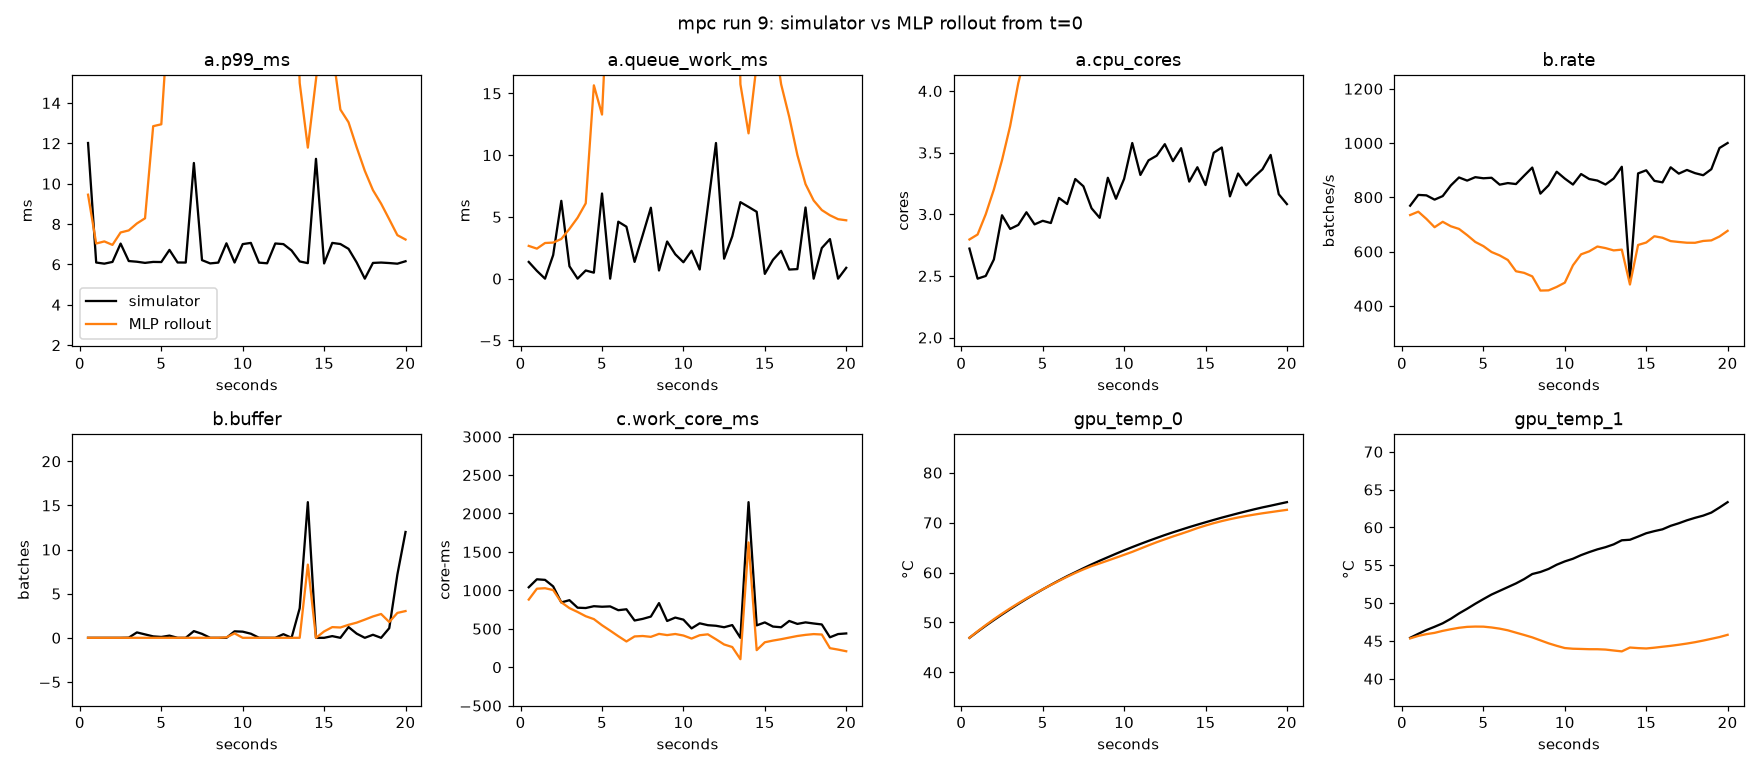 mpc run 9: simulator vs MLP rollout from t=0
a.p99_ms
14
12
10
8
6
4
2
ms
simulator
MLP rollout
0 5 10 15 20
seconds
a.queue_work_ms
15
10
5
0
−5
ms
0 5 10 15 20
seconds
a.cpu_cores
4.0
3.5
3.0
2.5
2.0
cores
0 5 10 15 20
seconds
b.rate
1200
1000
800
600
400
batches/s
0 5 10 15 20
seconds
b.buffer
20
15
10
5
0
−5
batches
0 5 10 15 20
seconds
c.work_core_ms
3000
2500
2000
1500
1000
500
0
−500
core-ms
0 5 10 15 20
seconds
gpu_temp_0
80
70
60
50
40
°C
0 5 10 15 20
seconds
gpu_temp_1
70
65
60
55
50
45
40
°C
0 5 10 15 20
seconds